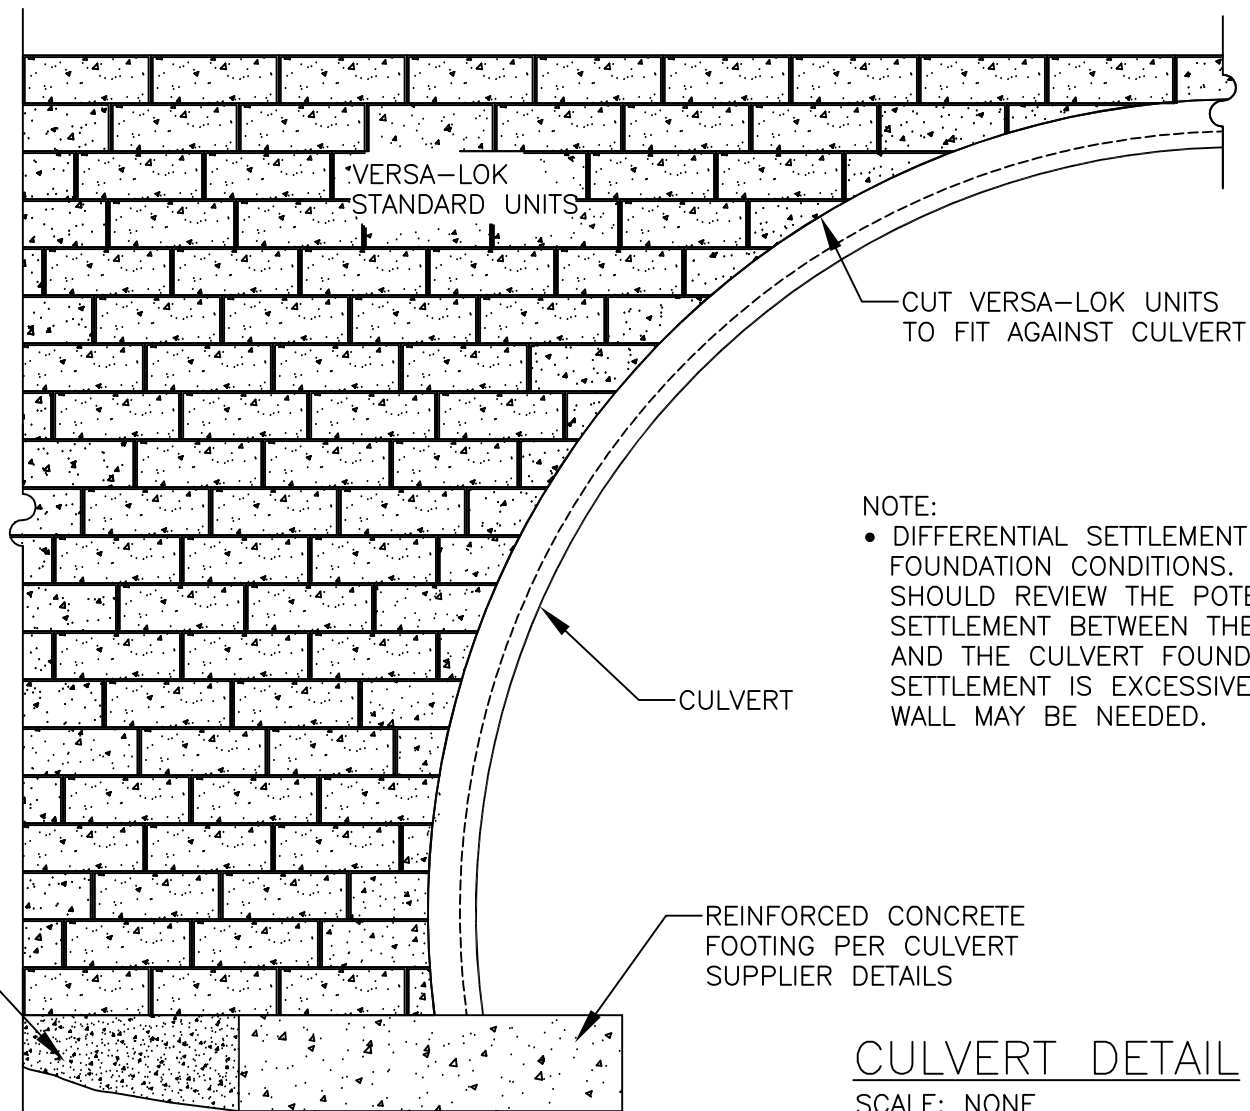 VERSA-LOK
STANDARD UNITS
CUT VERSA-LOK UNITS
TO FIT AGAINST CULVERT
NOTE:
• DIFFERENTIAL SETTLEMENT
FOUNDATION CONDITIONS.
SHOULD REVIEW THE
SETTLEMENT BETWEEN THE
AND THE CULVERT
SETTLEMENT IS EXCESSIVE
WALL MAY BE NEEDED.
CULVERT
REINFORCED CONCRETE
FOOTING PER CULVERT
SUPPLIER DETAILS
CULVERT DETAIL
SCALE: NONE